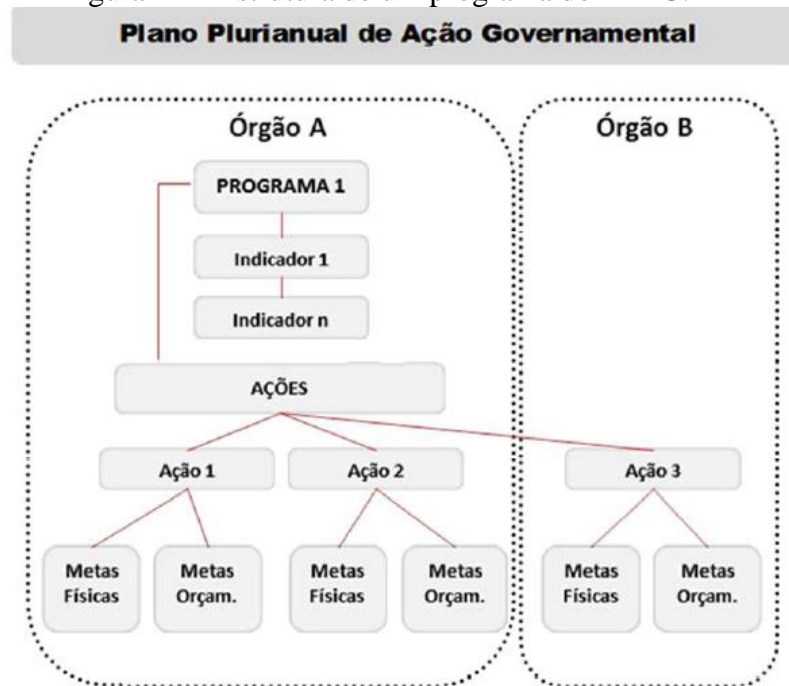 Plano Plurianual de Ação Governamental
Órgão A
Órgão B
PROGRAMA 1
Indicador 1
Indicador n
AÇÕES
Ação 1
Ação 2
Ação 3
Metas
Físicas
Metas
Orçam.
Metas
Físicas
Metas
Orçam.
Metas
Físicas
Metas
Orçam.